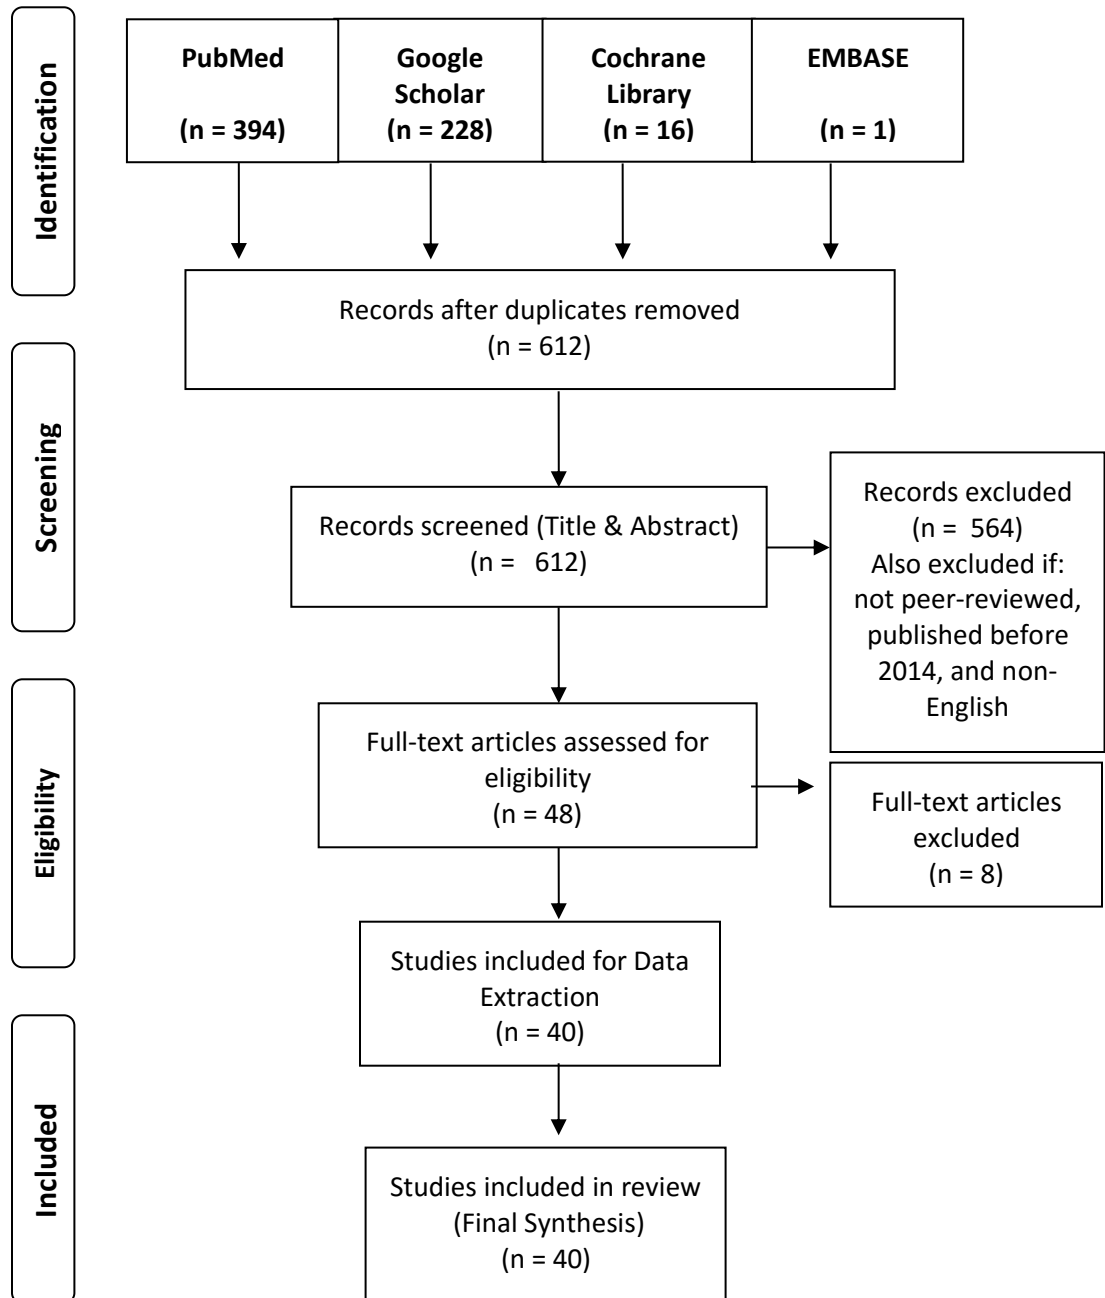 Identification
PubMed
(n = 394)
Google
Scholar
(n = 228)
Cochrane
Library
(n = 16)
EMBASE
(n = 1)
Records after duplicates removed
(n = 612)
Screening
Records screened (Title & Abstract)
(n = 612)
Records excluded
(n = 564)
Also excluded if:
not peer-reviewed,
published before
2014, and non-
English
Eligibility
Full-text articles assessed for
eligibility
(n = 48)
Full-text articles
excluded
(n = 8)
Studies included for Data
Extraction
(n = 40)
Included
Studies included in review
(Final Synthesis)
(n = 40)